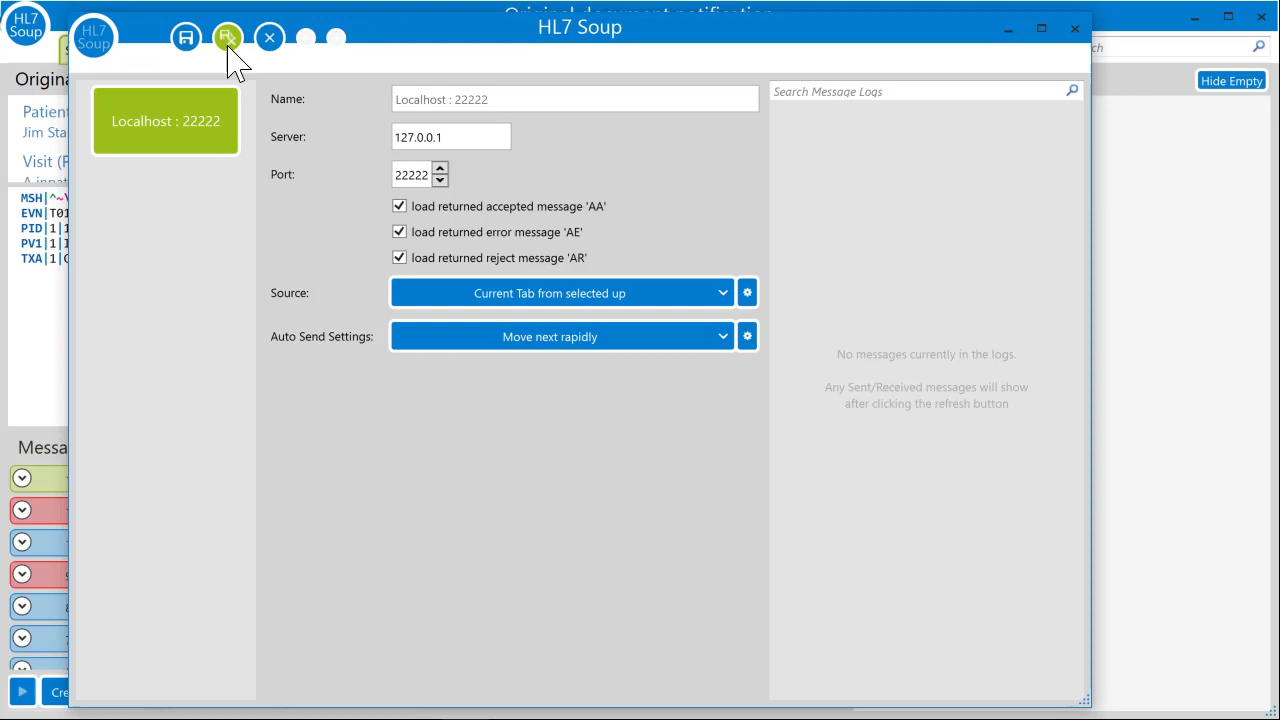 Original document notification
HL7
Soup
HL7
Soup
HL7 Soup
Hide Empty
Patient
Jim Sta
Visit (P
MSH|^~\
EVN|T01
PID|1|1
PV1|1|I
TXA|1|
Messa
Cre
Localhost : 22222
Name:
Localhost : 22222
Server:
127.0.0.1
Port:
22222
load returned accepted message 'AA'
load returned error message 'AE'
load returned reject message 'AR'
Source:
Current Tab from selected up
Auto Send Settings:
Move next rapidly
Search Message Logs
No messages currently in the logs.
Any Sent/Received messages will show
after clicking the refresh button